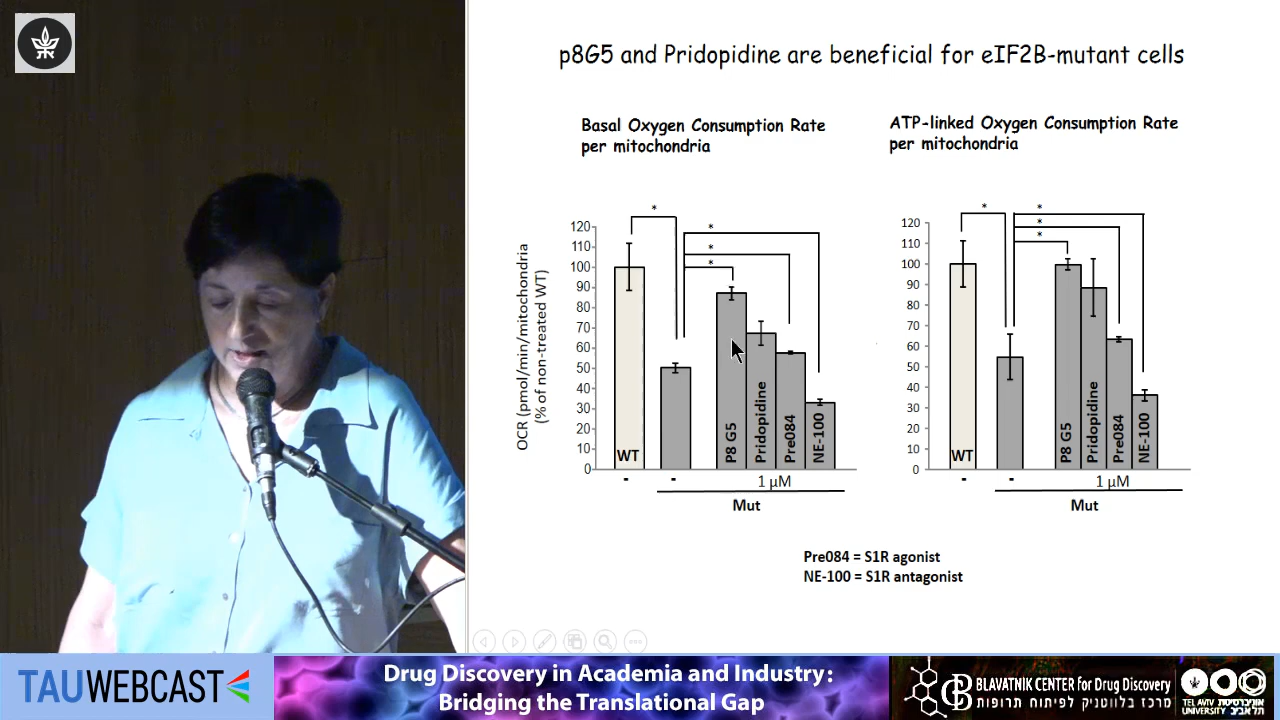 p8G5 and Pridopidine are beneficial for eIF2B-mutant cells
Basal Oxygen Consumption Rate
per mitochondria
OCR (pmol/min/mitochondria
(% of non-treated WT)
120
110
100
90
80
70
60
50
40
30
20
10
0
*
*
*
*
WT
P8 G5
Pridopidine
Pre084
NE-100
-
-
1 µM
Mut
ATP-linked Oxygen Consumption Rate
per mitochondria
120
110
100
90
80
70
60
50
40
30
20
10
0
*
*
*
*
WT
P8 G5
Pridopidine
Pre084
NE-100
-
-
1 µM
Mut
Pre084 = S1R agonist
NE-100 = S1R antagonist
TAUWEBCAST
Drug Discovery in Academia and Industry:
Bridging the Translational Gap
BLAVATNIK CENTER for Drug Discovery
מרכז בלווטניק לפיתוח תרופות
TEL AVIV אוניברסיטת
UNIVERSITY תל אביב